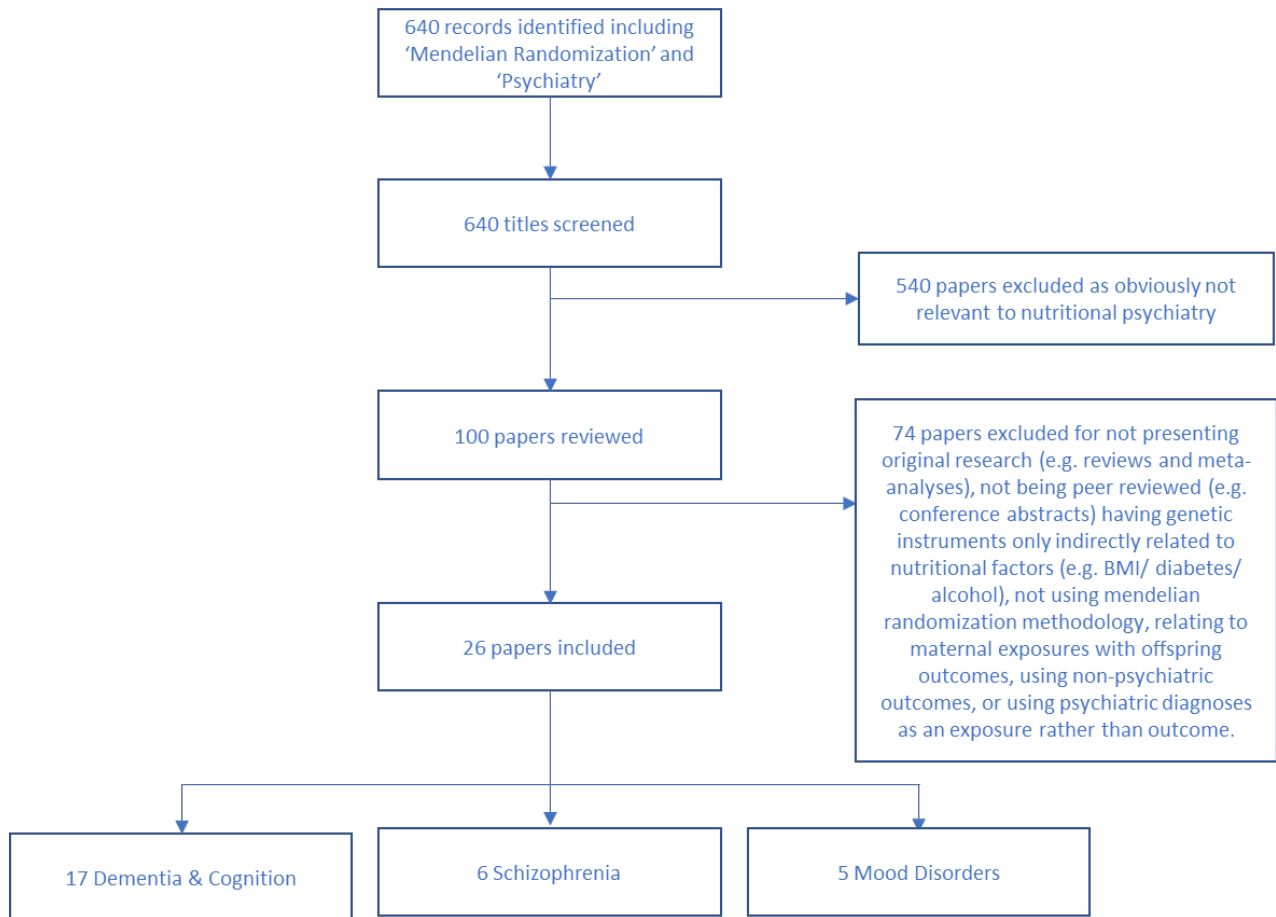 640 records identified including
‘Mendelian Randomization’ and
‘Psychiatry’
640 titles screened
540 papers excluded as obviously not
relevant to nutritional psychiatry
100 papers reviewed
74 papers excluded for not presenting
original research (e.g. reviews and meta-
analyses), not being peer reviewed (e.g.
conference abstracts) having genetic
instruments only indirectly related to
nutritional factors (e.g. BMI/ diabetes/
alcohol), not using mendelian
randomization methodology, relating to
maternal exposures with offspring
outcomes, using non-psychiatric
outcomes, or using psychiatric diagnoses
as an exposure rather than outcome.
26 papers included
17 Dementia & Cognition
6 Schizophrenia
5 Mood Disorders